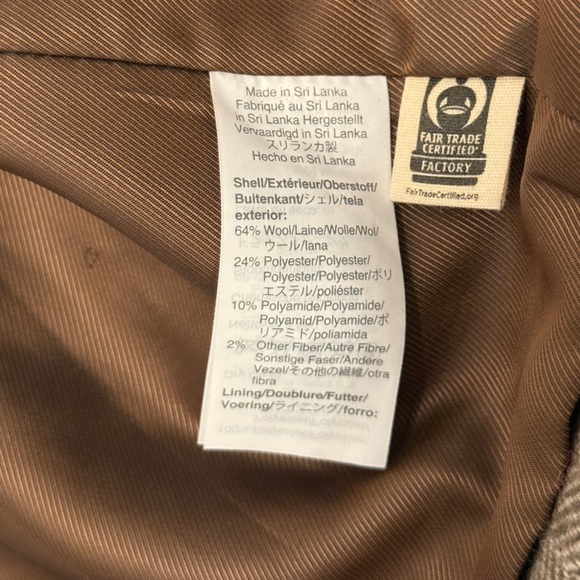 Made in Sri Lanka
Fabriqué au Sri Lanka
in Sri Lanka Hergestellt
Vervaardigd in Sri Lanka
スリランカ製
Hecho en Sri Lanka
Shell/Extérieur/Oberstoff/
Buitenkant/シェル/tela
exterior:
64% Wool/Laine/Wolle/Wol/
ウール/lana
24% Polyester/Polyester/
Polyester/Polyester/ポリ
エステル/poliéster
10% Polyamide/Polyamide/
Polyamid/Polyamide/ポ
リアミド/poliamida
2% Other Fiber/Autre Fibre/
Sonstige Faser/Andere
Vezel/その他の繊維/otra
fibra
Lining/Doublure/Futter/
Voering/ライニング/forro:
FAIR TRADE
CERTIFIED
FACTORY
FairTradeCertified.org